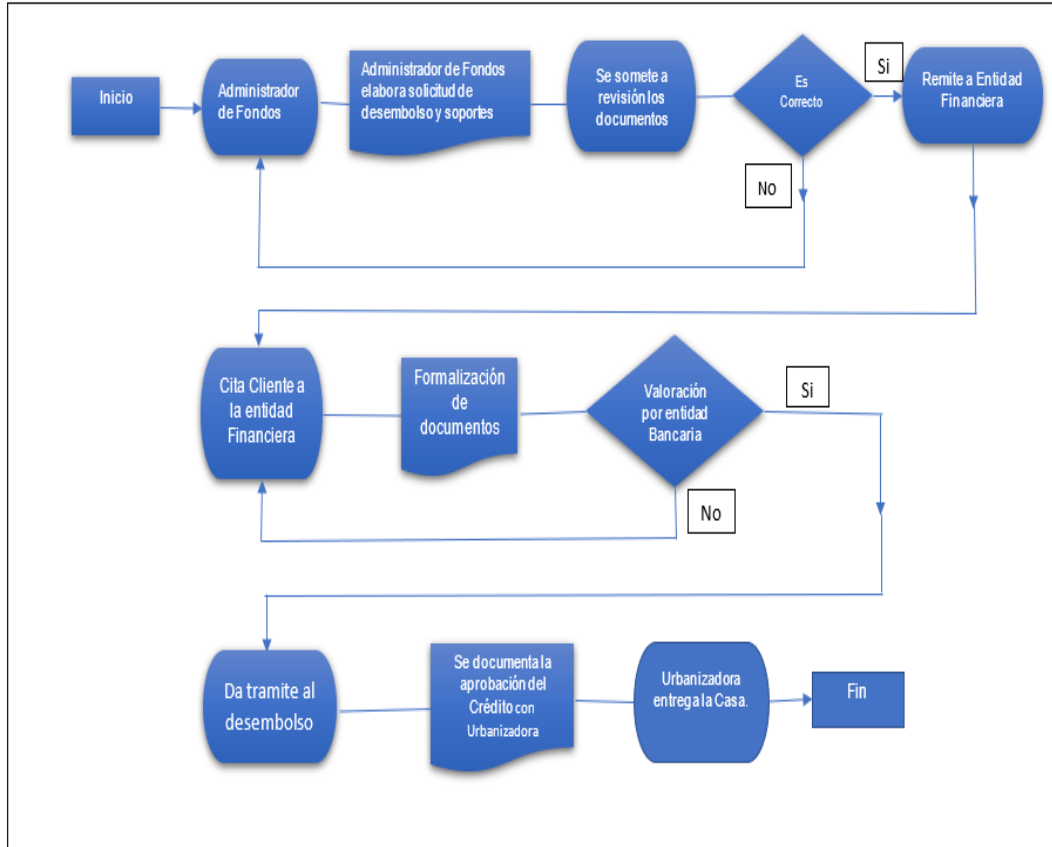 Inicio
Administrador
de Fondos
Administrador de Fondos
elabora solicitud de
desembolso y soportes
Se somete a
revisión los
documentos
Es
Correcto
Si
Remite a Entidad
Financiera
No
Cita Cliente a
la entidad
Financiera
Formalización
de
documentos
Valoración
por entidad
Bancaria
Si
No
Da tramite al
desembolso
Se documenta la
aprobación del
Crédito con
Urbanizadora
Urbanizadora
entrega la Casa.
Fin